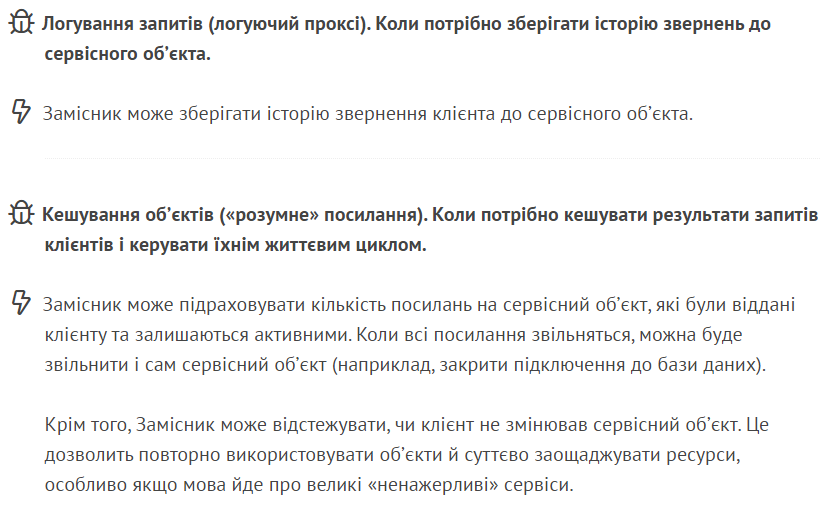 Логування запитів (логуючий проксі). Коли потрібно зберігати історію звернень до
сервісного об’єкта.
Замісник може зберігати історію звернення клієнта до сервісного об’єкта.
Кешування об’єктів («розумне» посилання). Коли потрібно кешувати результати запитів
клієнтів і керувати їхнім життєвим циклом.
Замісник може підраховувати кількість посилань на сервісний об’єкт, які були віддані
клієнту та залишаються активними. Коли всі посилання звільняться, можна буде
звільнити і сам сервісний об’єкт (наприклад, закрити підключення до бази даних).
Крім того, Замісник може відстежувати, чи клієнт не змінював сервісний об’єкт. Це
дозволить повторно використовувати об’єкти й суттєво заощаджувати ресурси,
особливо якщо мова йде про великі «ненажерливі» сервіси.